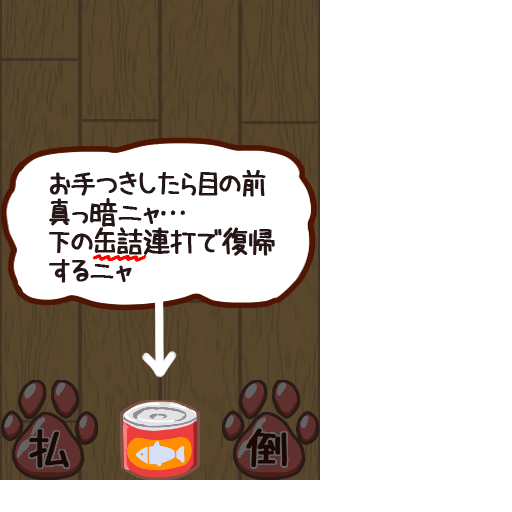 お手つきしたら目の前
真っ暗ニャ…
下の缶詰連打で復帰
するニャ
払
倒